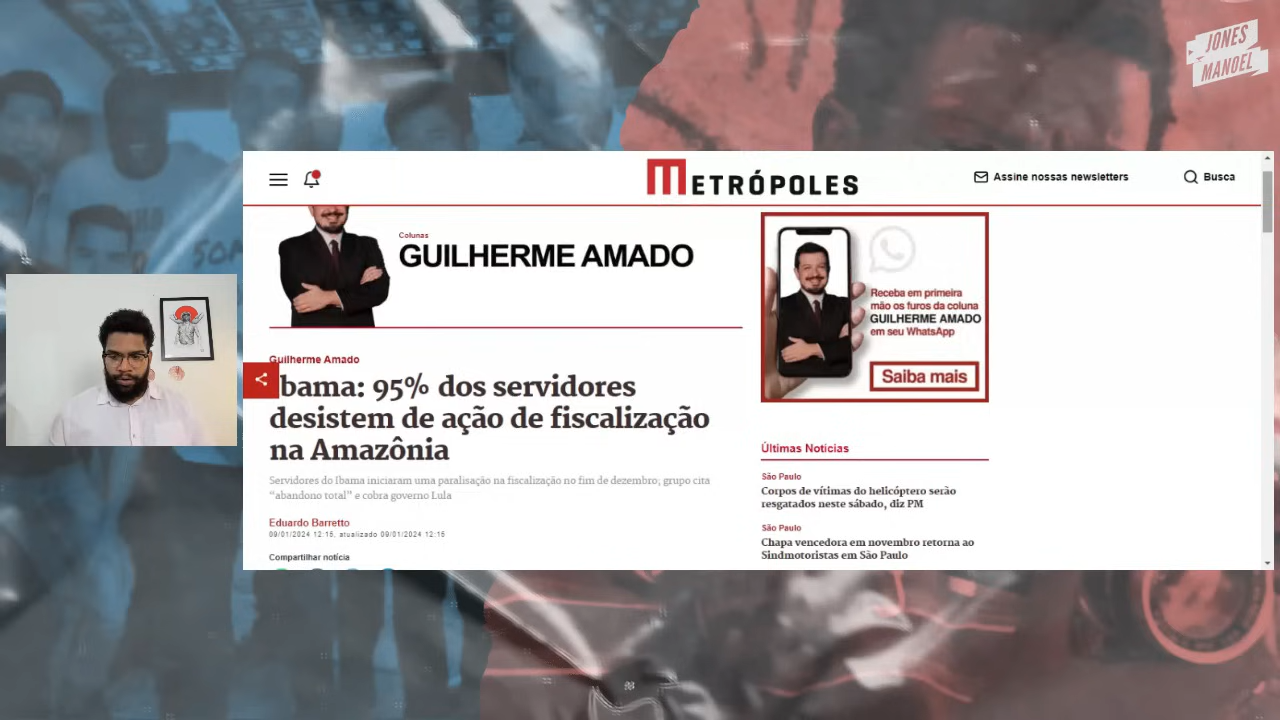 JONES
MANOEL
METRÓPOLES
Assine nossas newsletters
Busca
Colunas
GUILHERME AMADO
Receba em primeira
mão os furos da coluna
GUILHERME AMADO
em seu WhatsApp
Saiba mais
Guilherme Amado
bama: 95% dos servidores
desistem de ação de fiscalização
na Amazônia
Servidores do Ibama iniciaram uma paralisação na fiscalização no fim de dezembro; grupo cita
“abandono total” e cobra governo Lula
Eduardo Barretto
09/01/2024 12:15, atualizado 09/01/2024 12:15
Compartilhar notícia
Últimas Notícias
São Paulo
Corpos de vítimas do helicóptero serão
resgatados neste sábado, diz PM
São Paulo
Chapa vencedora em novembro retorna ao
Sindmotoristas em São Paulo